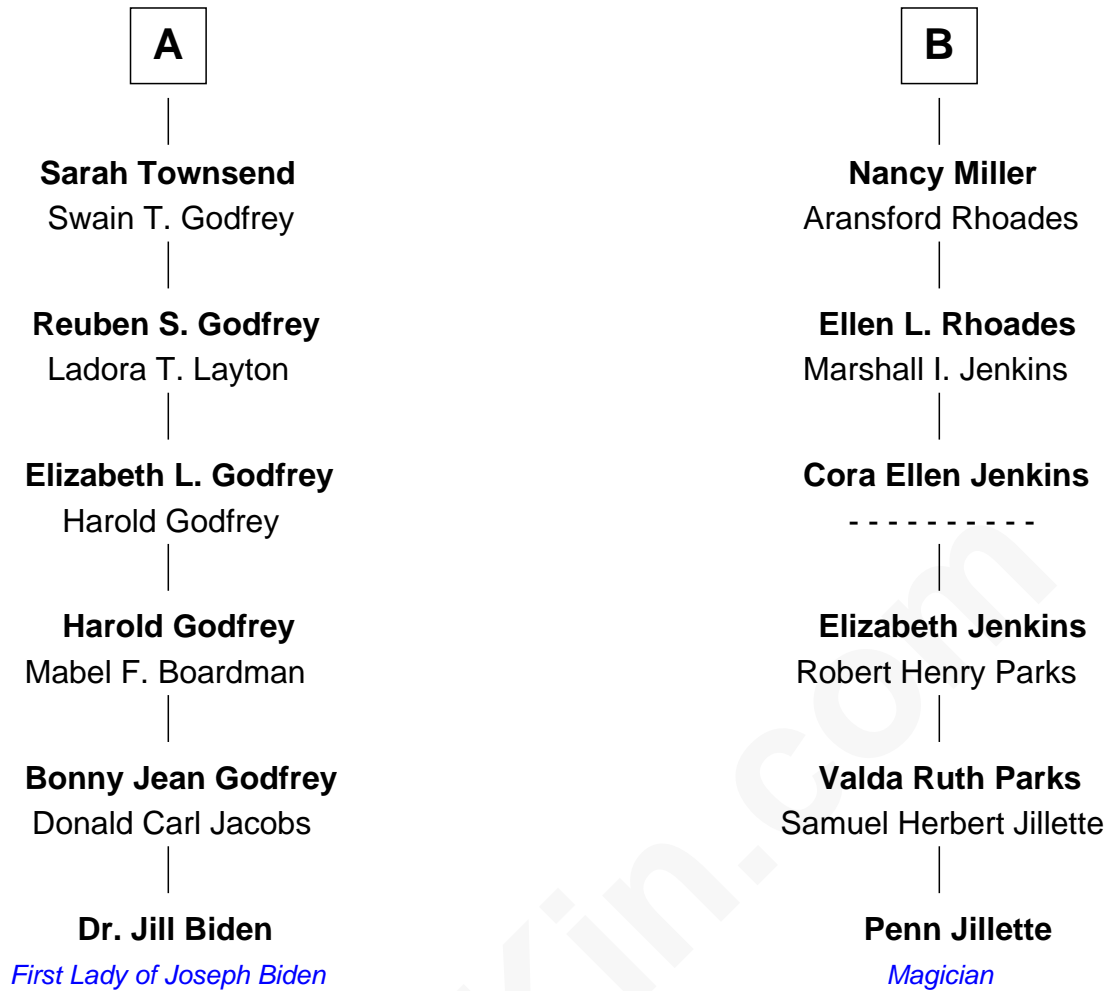 A
B
Sarah Townsend
Swain T. Godfrey
Nancy Miller
Aransford Rhoades
Reuben S. Godfrey
Ladora T. Layton
Ellen L. Rhoades
Marshall I. Jenkins
Elizabeth L. Godfrey
Harold Godfrey
Cora Ellen Jenkins
- - - - - - - - - -
Harold Godfrey
Mabel F. Boardman
Elizabeth Jenkins
Robert Henry Parks
Bonny Jean Godfrey
Donald Carl Jacobs
Valda Ruth Parks
Samuel Herbert Jillette
Dr. Jill Biden
First Lady of Joseph Biden
Penn Jillette
Magician